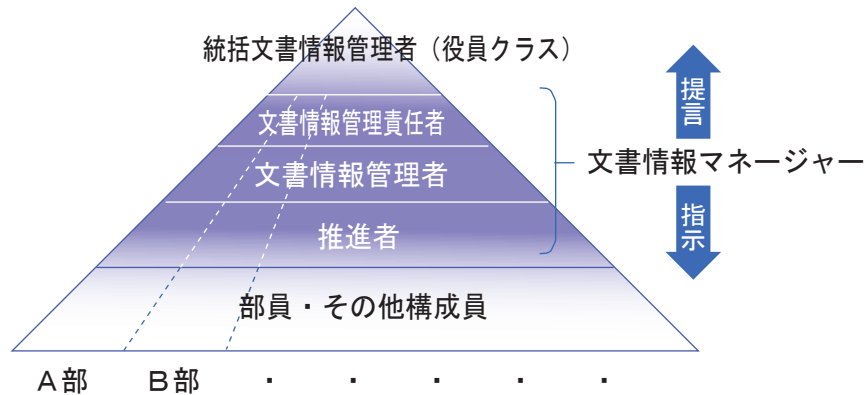 統括文書情報管理者（役員クラス）
文書情報管理責任者
文書情報管理者
推進者
部員・その他構成員
提言
文書情報マネージャー
指示
A部 B部 ・ ・ ・ ・ ・